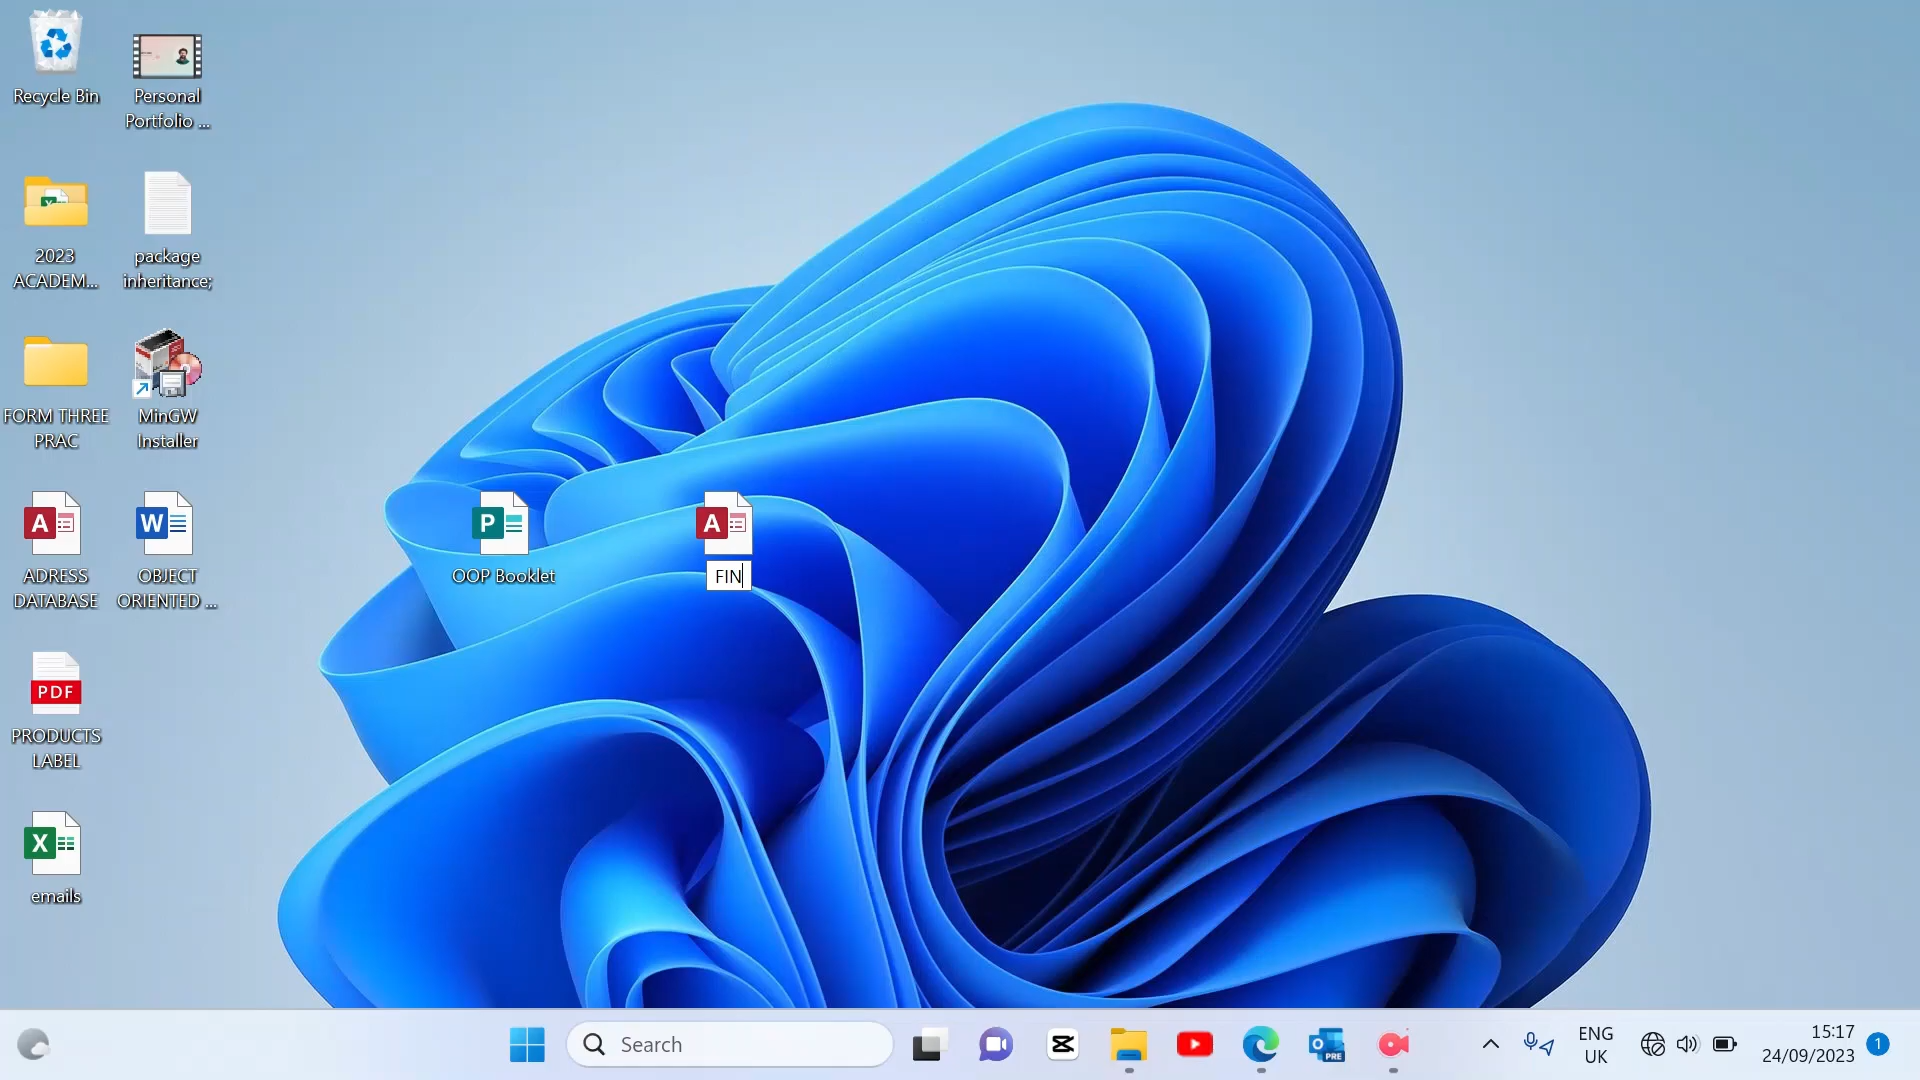 Recycle Bin
Personal
Portfolio ...
2023
ACADEM...
package
inheritance;
FORM THREE
PRAC
MinGW
Installer
A
ADRESS
DATABASE
W
OBJECT
ORIENTED ...
P
OOP Booklet
A
FIN
PDF
PRODUCTS
LABEL
X
emails
Search
O
PRE
ENG
UK
15:17
24/09/2023
1